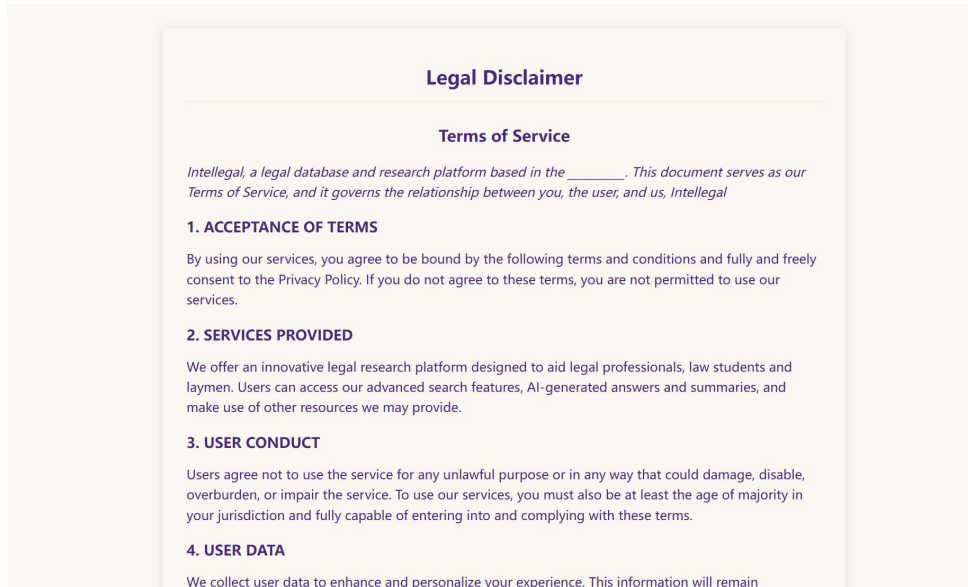 Legal Disclaimer
Terms of Service
Intellegal, a legal database and research platform based in the _________. This document serves as our
Terms of Service, and it governs the relationship between you, the user, and us, Intellegal
1. ACCEPTANCE OF TERMS
By using our services, you agree to be bound by the following terms and conditions and fully and freely
consent to the Privacy Policy. If you do not agree to these terms, you are not permitted to use our
services.
2. SERVICES PROVIDED
We offer an innovative legal research platform designed to aid legal professionals, law students and
laymen. Users can access our advanced search features, AI-generated answers and summaries, and
make use of other resources we may provide.
3. USER CONDUCT
Users agree not to use the service for any unlawful purpose or in any way that could damage, disable,
overburden, or impair the service. To use our services, you must also be at least the age of majority in
your jurisdiction and fully capable of entering into and complying with these terms.
4. USER DATA
We collect user data to enhance and personalize your experience. This information will remain